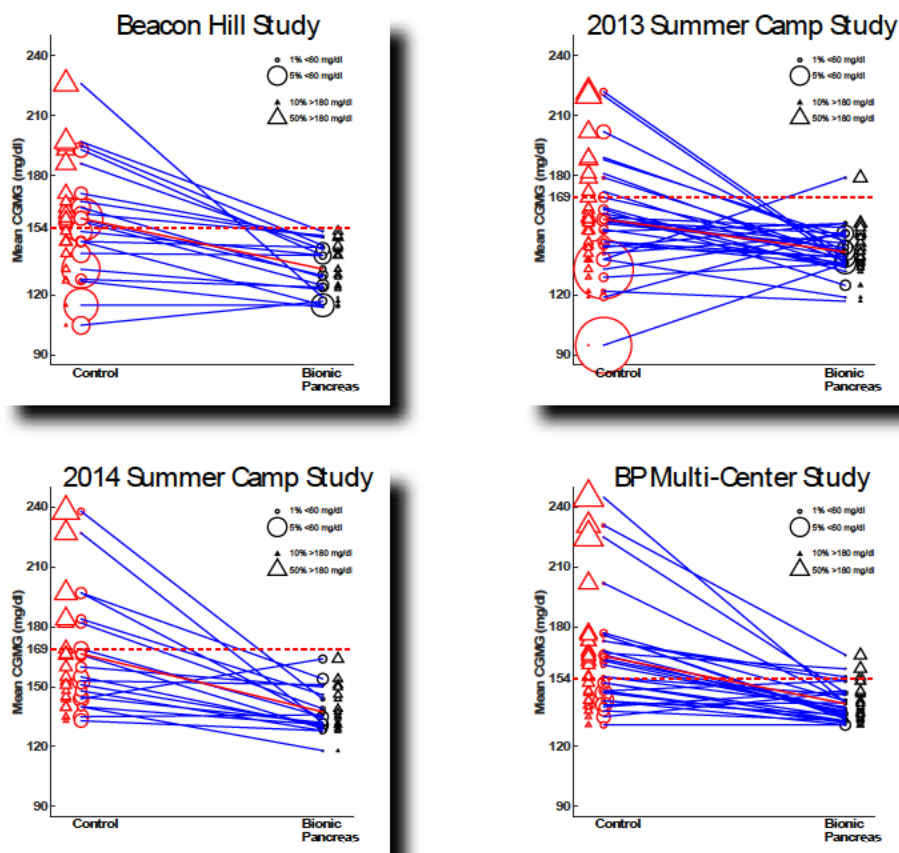 Beacon Hill Study
240
210
180
154
120
90
Mean CGMG (mg/dl)
1% <60 mg/dl
5% <60 mg/dl
10% >180 mg/dl
50% >180 mg/dl
Control
Bionic
Pancreas
2013 Summer Camp Study
240
210
180
169
150
120
90
Mean CGMG (mg/dl)
1% <60 mg/dl
5% <60 mg/dl
10% >180 mg/dl
50% >180 mg/dl
Control
Bionic
Pancreas
2014 Summer Camp Study
240
210
180
169
150
120
90
Mean CGMG (mg/dl)
1% <60 mg/dl
5% <60 mg/dl
10% >180 mg/dl
50% >180 mg/dl
Control
Bionic
Pancreas
BP Multi-Center Study
240
210
180
154
120
90
Mean CGMG (mg/dl)
1% <60 mg/dl
5% <60 mg/dl
10% >180 mg/dl
50% >180 mg/dl
Control
Bionic
Pancreas